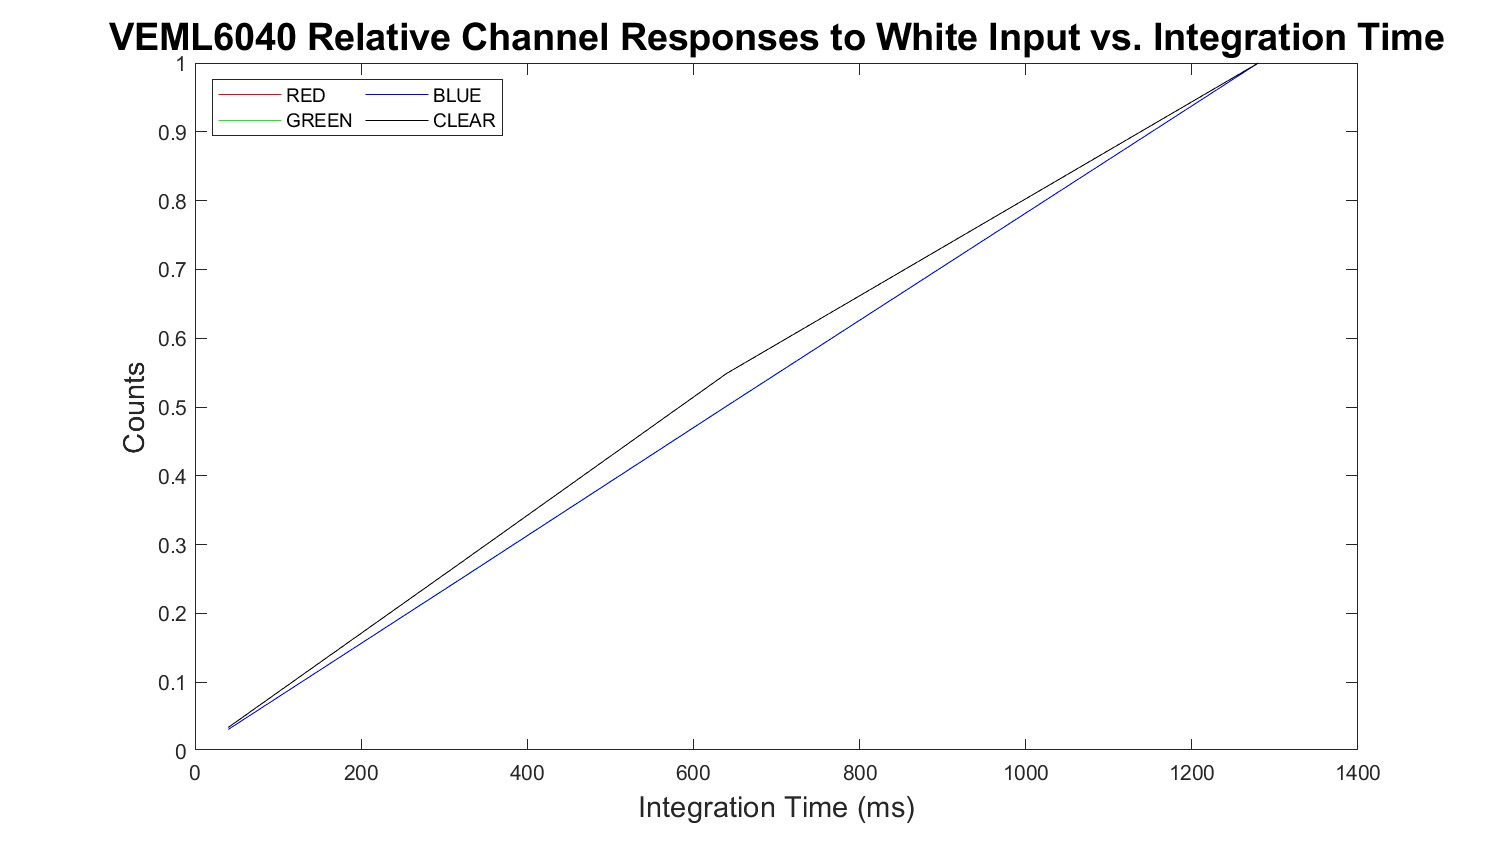 VEML6040 Relative Channel Responses to White Input vs. Integration Time
1
RED BLUE
GREEN CLEAR
0.9
0.8
0.7
0.6
0.5
Counts
0.4
0.3
0.2
0.1
0
0 200 400 600 800 1000 1200 1400
Integration Time (ms)